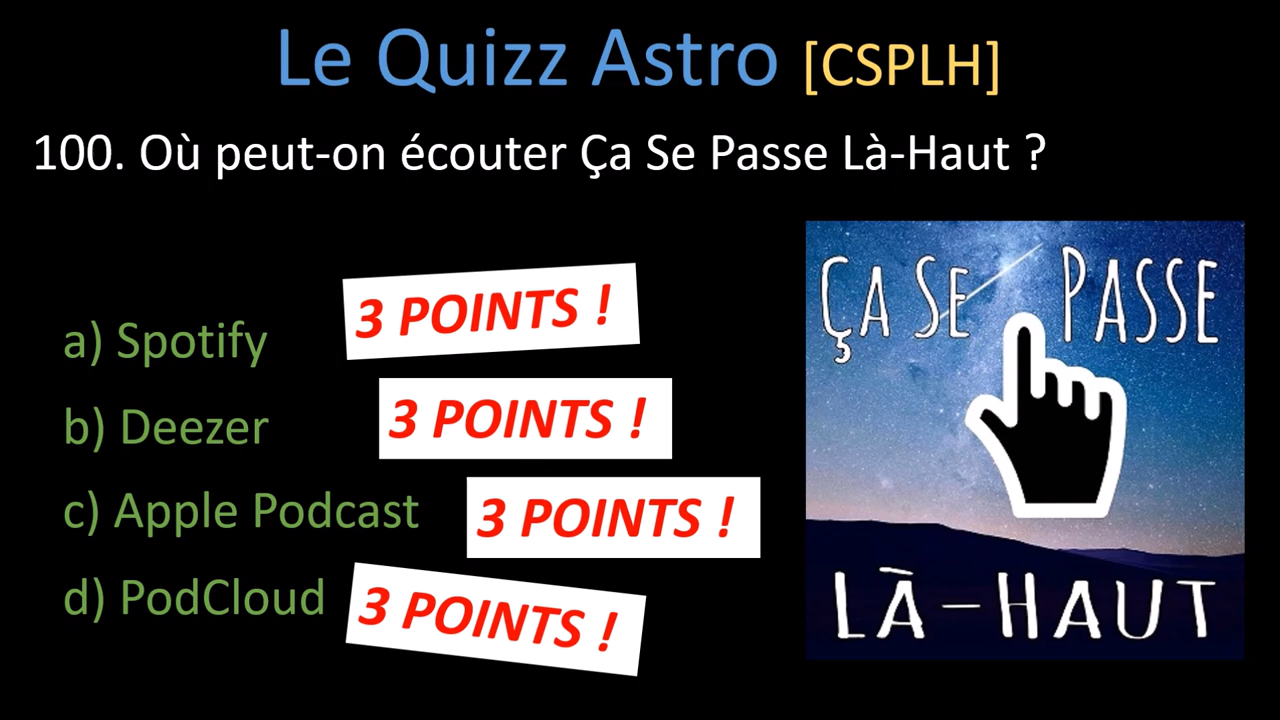 Le Quizz Astro [CSPLH]
100. Où peut-on écouter Ça Se Passe Là-Haut ?
a) Spotify
3 POINTS !
b) Deezer
3 POINTS !
c) Apple Podcast
3 POINTS !
d) PodCloud
3 POINTS !
ÇA SE PASSE
LÀ-HAUT